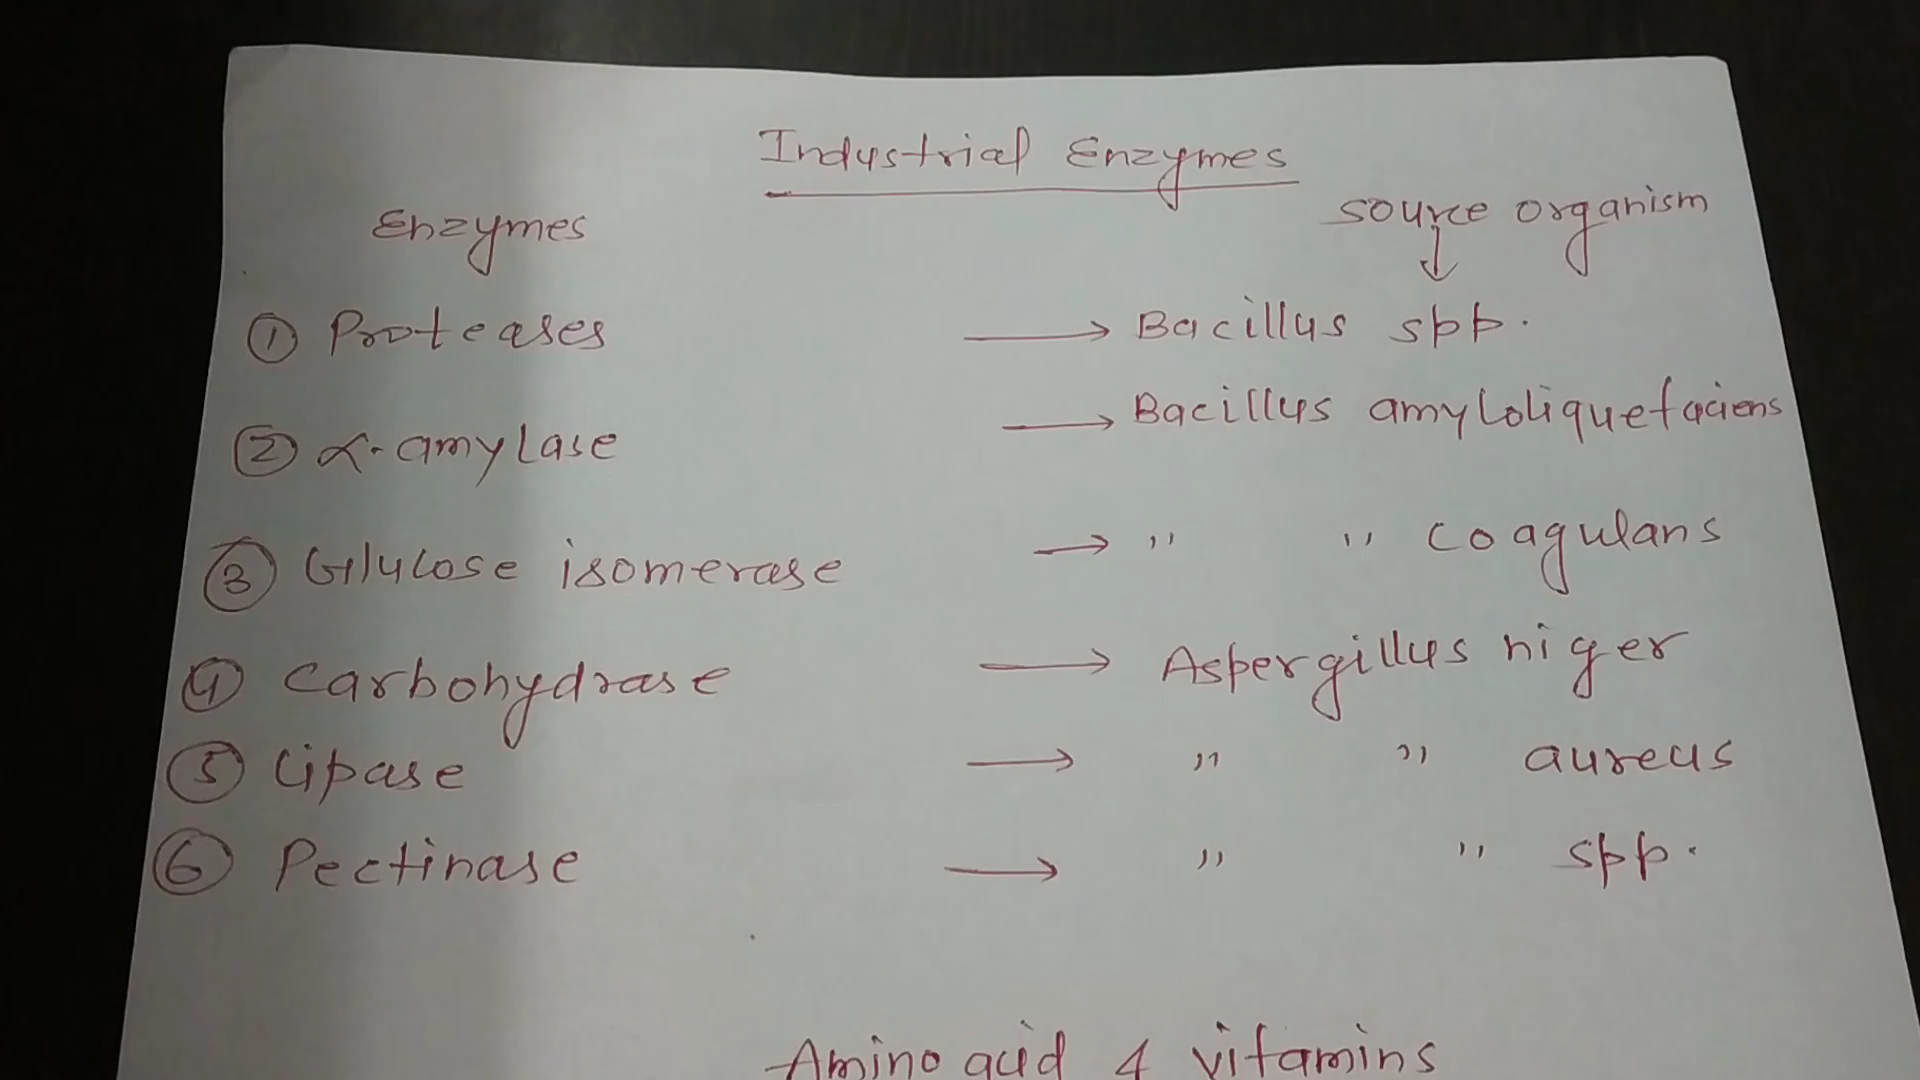 Industrial Enzymes
Enzymes source organism
↓
① Proteases → Bacillus spp.
② α-amylase → Bacillus amyloliquefaciens
③ Glucose isomerase → " " coagulans
④ Carbohydrase → Aspergillus niger
⑤ Lipase → " " aureus
⑥ Pectinase → " " spp.
Amino acid & vitamins